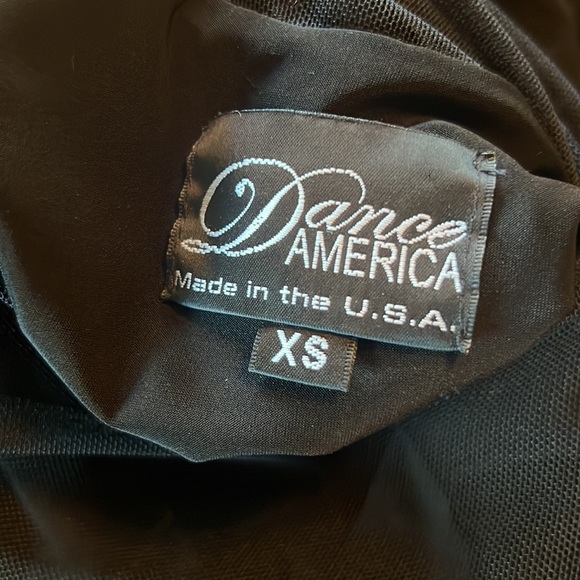 Dance
AMERICA
Made in the U.S.A.
XS